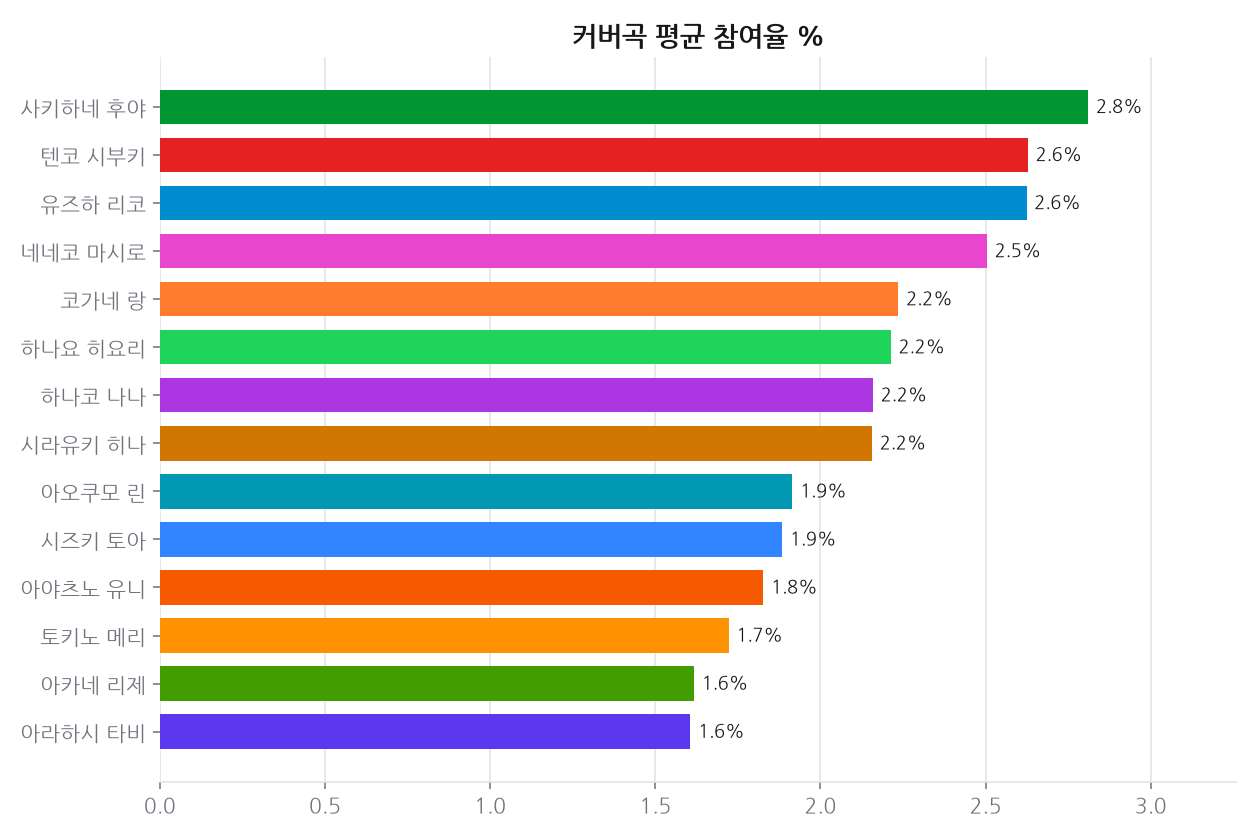 커버곡 평균 참여율 %
사키하네 후야 2.8%
텐코 시부키 2.6%
유즈하 리코 2.6%
네네코 마시로 2.5%
코가네 랑 2.2%
하나요 히요리 2.2%
하나코 나나 2.2%
시라유키 히나 2.2%
아오쿠모 린 1.9%
시즈키 토아 1.9%
아야츠노 유니 1.8%
토키노 메리 1.7%
아카네 리제 1.6%
아라하시 타비 1.6%
0.0 0.5 1.0 1.5 2.0 2.5 3.0